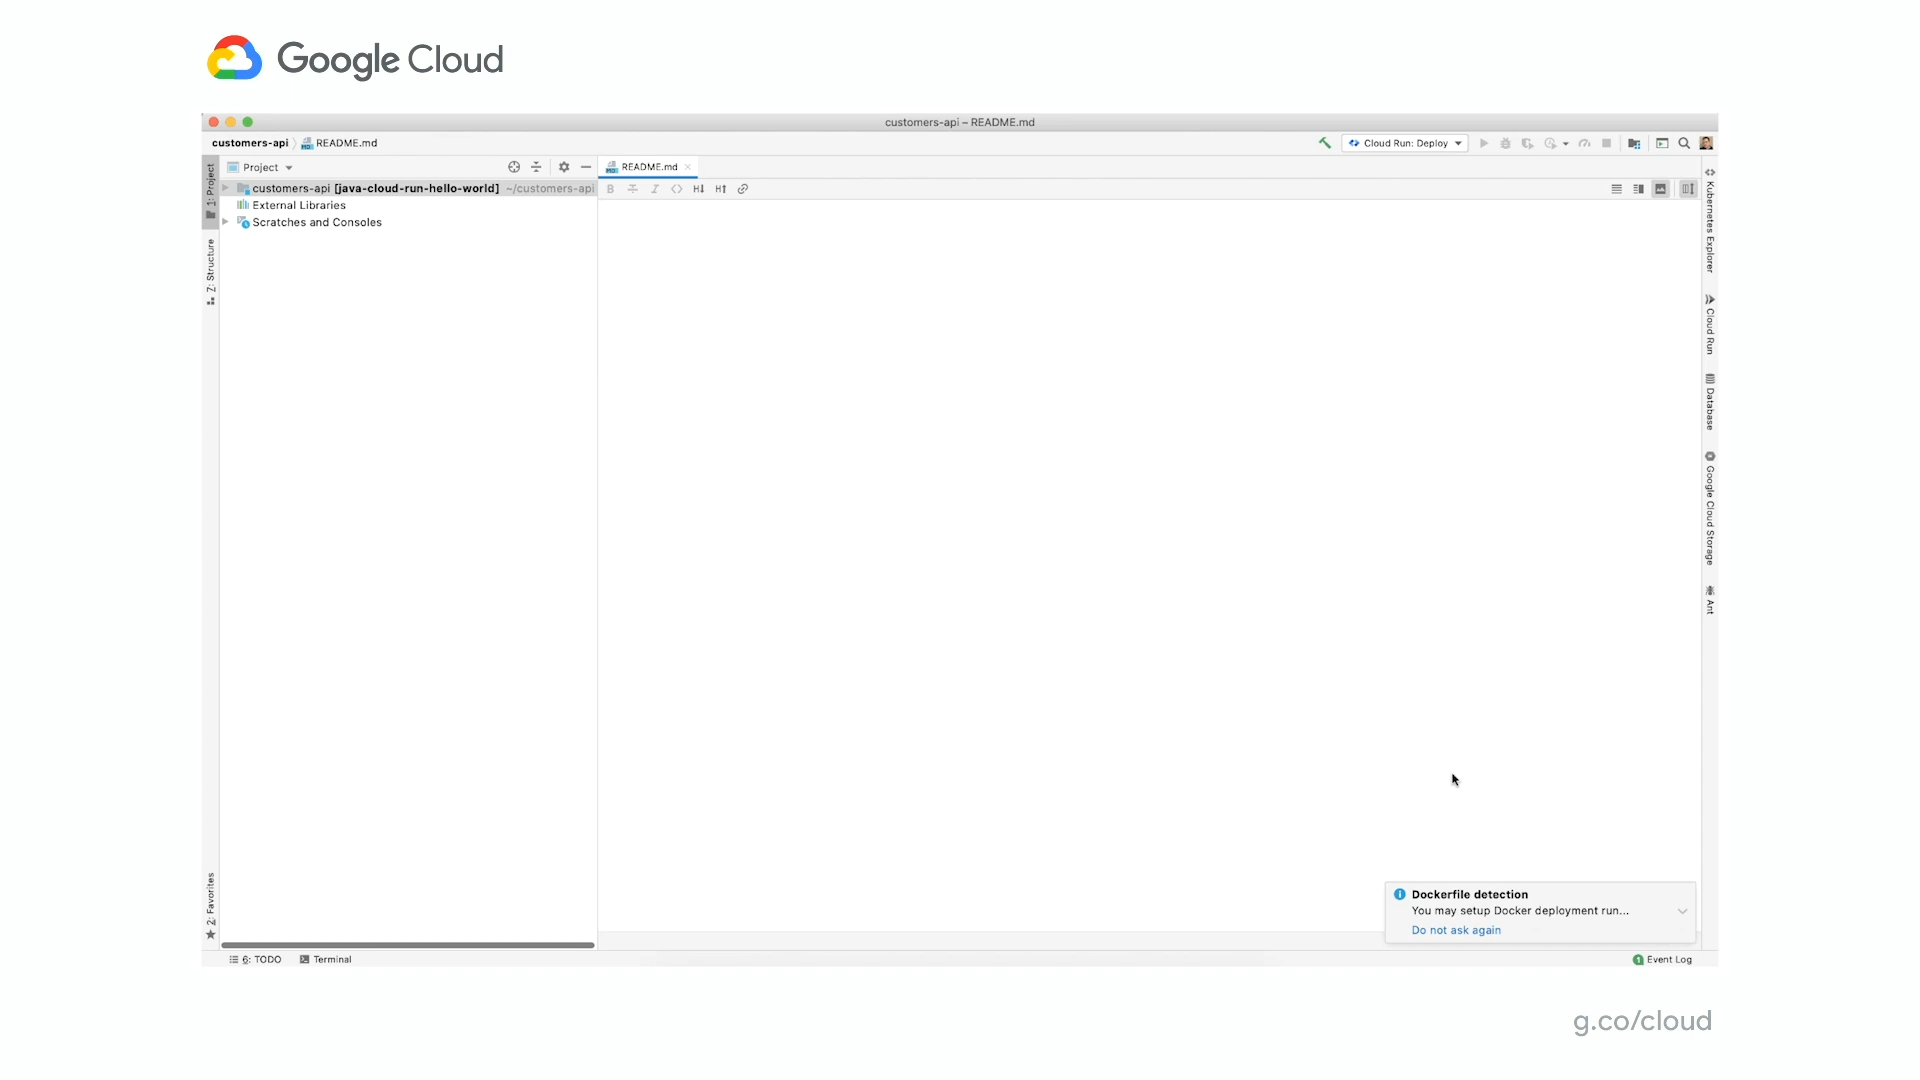 Google Cloud
customers-api – README.md
customers-api README.md
Cloud Run: Deploy
1: Project
Project
README.md
customers-api [java-cloud-run-hello-world] ~/customers-api
External Libraries
Scratches and Consoles
B I <> H↓ H↑
Z: Structure
2: Favorites
Kubernetes Explorer
Cloud Run
Database
Google Cloud Storage
Ant
Dockerfile detection
You may setup Docker deployment run...
Do not ask again
6: TODO Terminal
1 Event Log
g.co/cloud